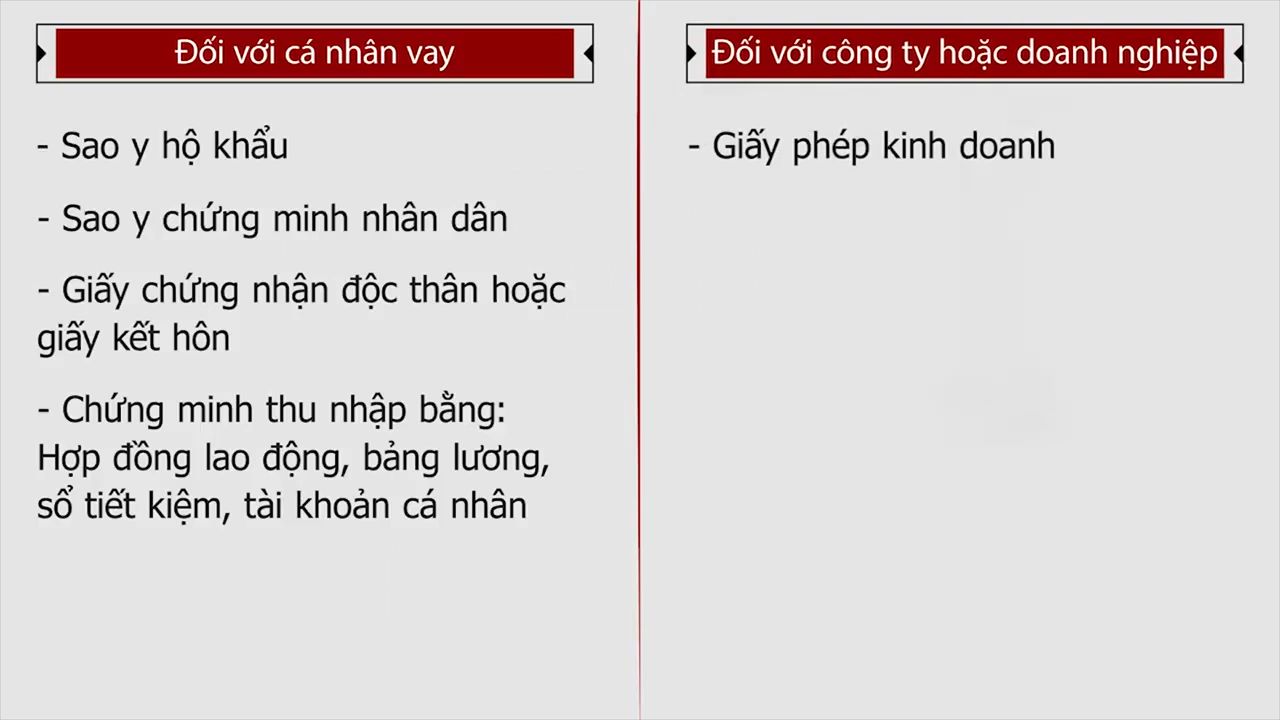 Đối với cá nhân vay
- Sao y hộ khẩu
- Sao y chứng minh nhân dân
- Giấy chứng nhận độc thân hoặc
giấy kết hôn
- Chứng minh thu nhập bằng:
Hợp đồng lao động, bảng lương,
sổ tiết kiệm, tài khoản cá nhân
Đối với công ty hoặc doanh nghiệp
- Giấy phép kinh doanh